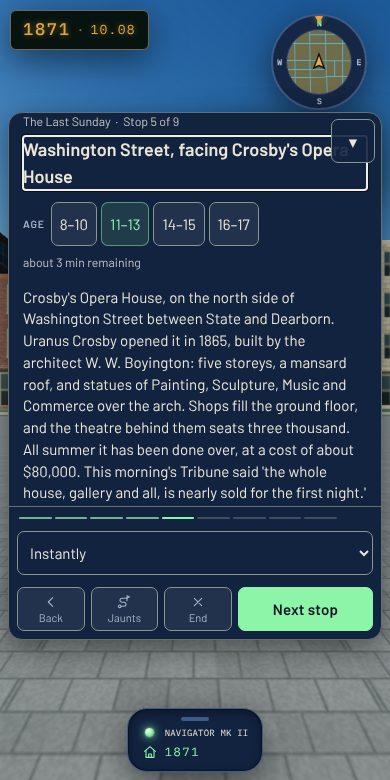 1871 · 10.08
N
W
E
S
The Last Sunday · Stop 5 of 9
Washington Street, facing Crosby's Opera
House
AGE
8–10
11–13
14–15
16–17
about 3 min remaining
Crosby's Opera House, on the north side of
Washington Street between State and Dearborn.
Uranus Crosby opened it in 1865, built by the
architect W. W. Boyington: five storeys, a mansard
roof, and statues of Painting, Sculpture, Music and
Commerce over the arch. Shops fill the ground floor,
and the theatre behind them seats three thousand.
All summer it has been done over, at a cost of about
$80,000. This morning's Tribune said 'the whole
house, gallery and all, is nearly sold for the first night.'
Instantly
Back
Jaunts
End
Next stop
NAVIGATOR MK II
1871